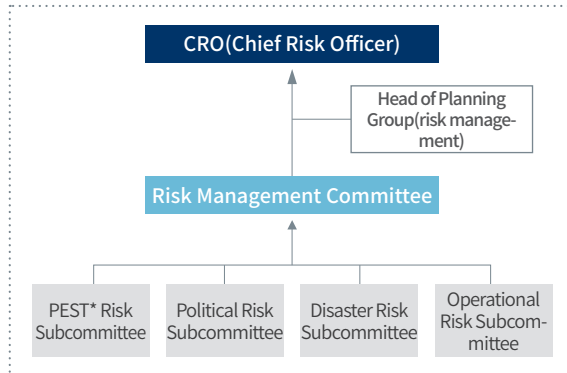 CRO(Chief Risk Officer)
Head of Planning
Group(risk manage-
ment)
Risk Management Committee
PEST* Risk
Subcommittee
Political Risk
Subcommittee
Disaster Risk
Subcommittee
Operational
Risk Subcom-
mittee